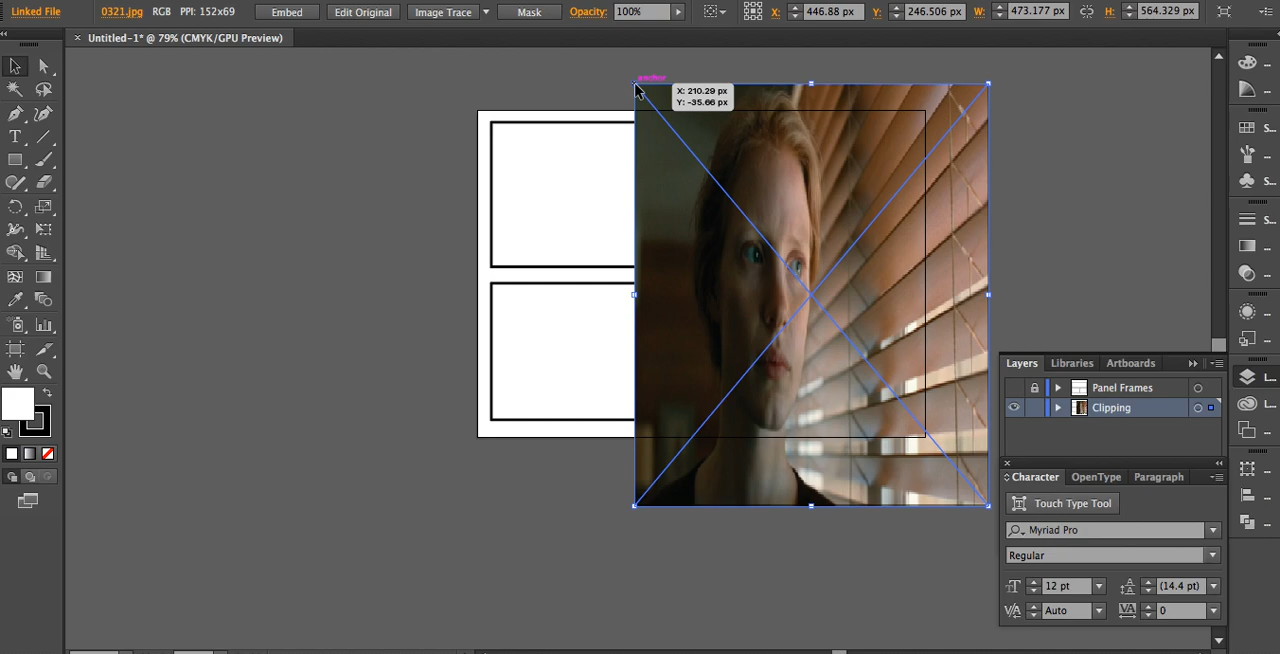 Linked File 0321.jpg RGB PPI: 152x69 Embed Edit Original Image Trace Mask Opacity: 100% X: 446.88 px Y: 246.506 px W: 473.177 px H: 564.329 px
× Untitled-1* @ 79% (CMYK/GPU Preview)
anchor
X: 210.29 px
Y: -35.66 px
S...
S...
S...
L...
L...
Layers Libraries Artboards
Panel Frames
Clipping
Character OpenType Paragraph
Touch Type Tool
Myriad Pro
Regular
12 pt (14.4 pt)
Auto 0